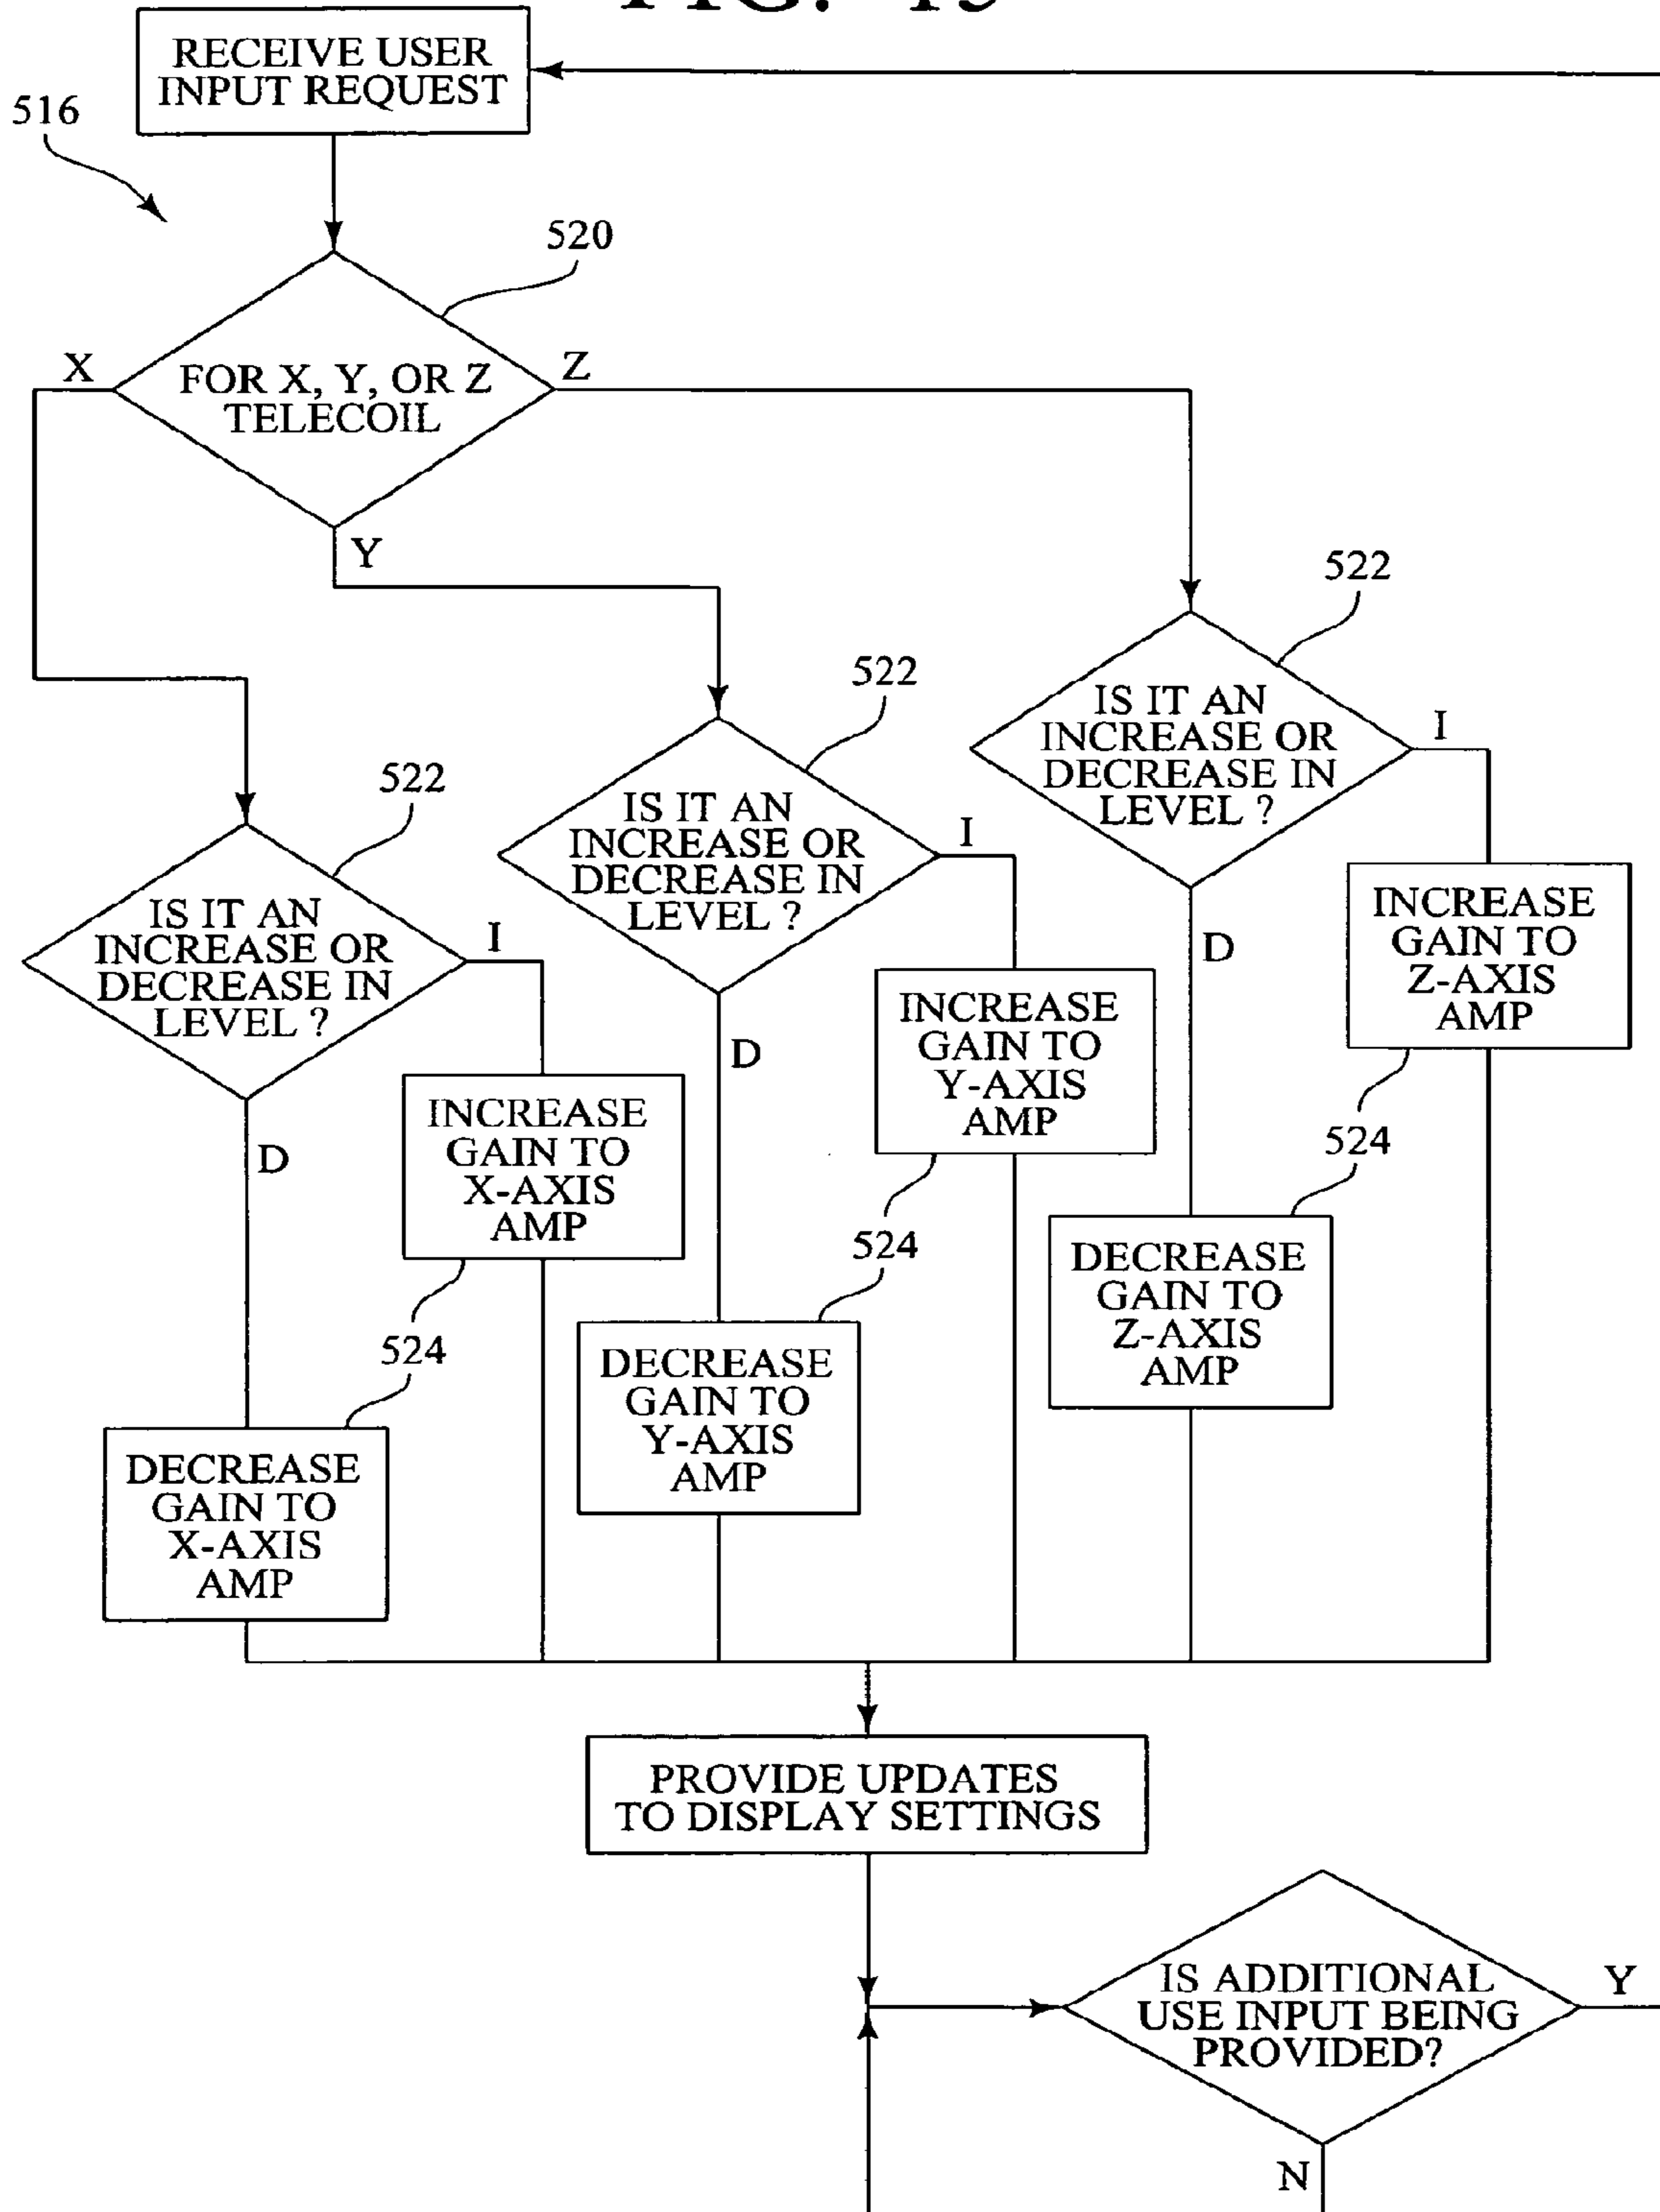 RECEIVE USER
INPUT REQUEST
516
520
X
FOR X, Y, OR Z
TELECOIL
Z
Y
522
IS IT AN
INCREASE OR
DECREASE IN
LEVEL ?
I
D
INCREASE
GAIN TO
Z-AXIS
AMP
524
DECREASE
GAIN TO
Z-AXIS
AMP
522
IS IT AN
INCREASE OR
DECREASE IN
LEVEL ?
I
D
INCREASE
GAIN TO
Y-AXIS
AMP
524
DECREASE
GAIN TO
Y-AXIS
AMP
522
IS IT AN
INCREASE OR
DECREASE IN
LEVEL ?
I
D
INCREASE
GAIN TO
X-AXIS
AMP
524
DECREASE
GAIN TO
X-AXIS
AMP
PROVIDE UPDATES
TO DISPLAY SETTINGS
IS ADDITIONAL
USE INPUT BEING
PROVIDED?
Y
N